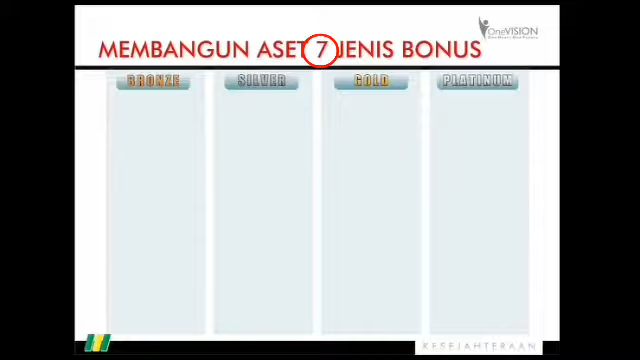 OneVISION
MEMBANGUN ASET 7 JENIS BONUS
BRONZE
SILVER
GOLD
PLATINUM
KESEJAHTERAAN